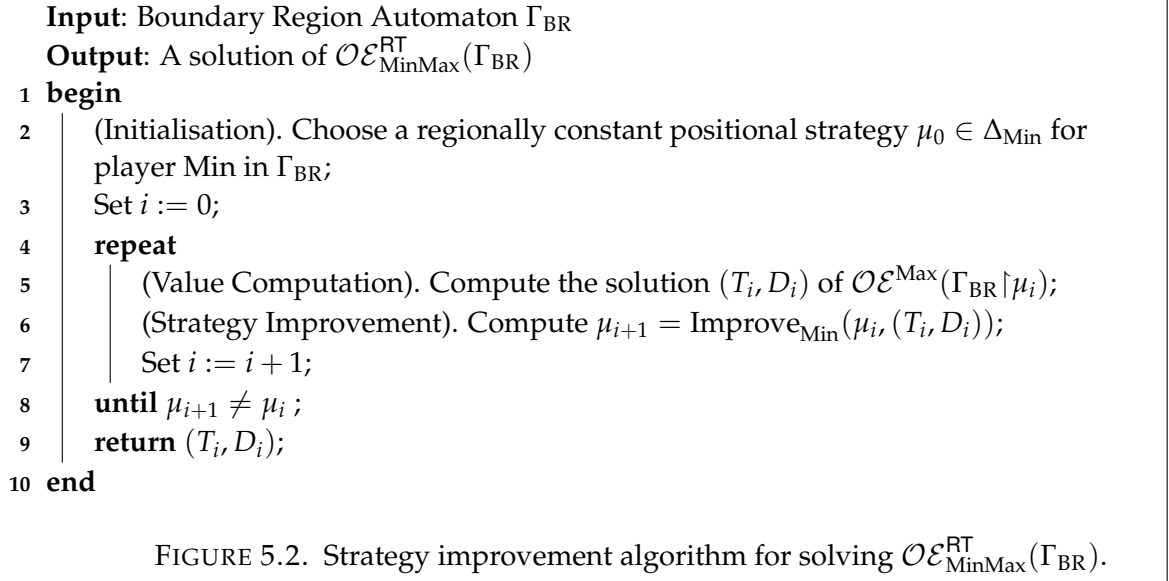 Input: Boundary Region Automaton Γ_BR
Output: A solution of 𝒪ℰ^RT_MinMax(Γ_BR)
1 begin
2 (Initialisation). Choose a regionally constant positional strategy μ_0 ∈ Δ_Min for
player Min in Γ_BR;
3 Set i := 0;
4 repeat
5 (Value Computation). Compute the solution (T_i, D_i) of 𝒪ℰ^Max(Γ_BR↾μ_i);
6 (Strategy Improvement). Compute μ_{i+1} = Improve_Min(μ_i, (T_i, D_i));
7 Set i := i + 1;
8 until μ_{i+1} ≠ μ_i ;
9 return (T_i, D_i);
10 end
FIGURE 5.2. Strategy improvement algorithm for solving 𝒪ℰ^RT_MinMax(Γ_BR).